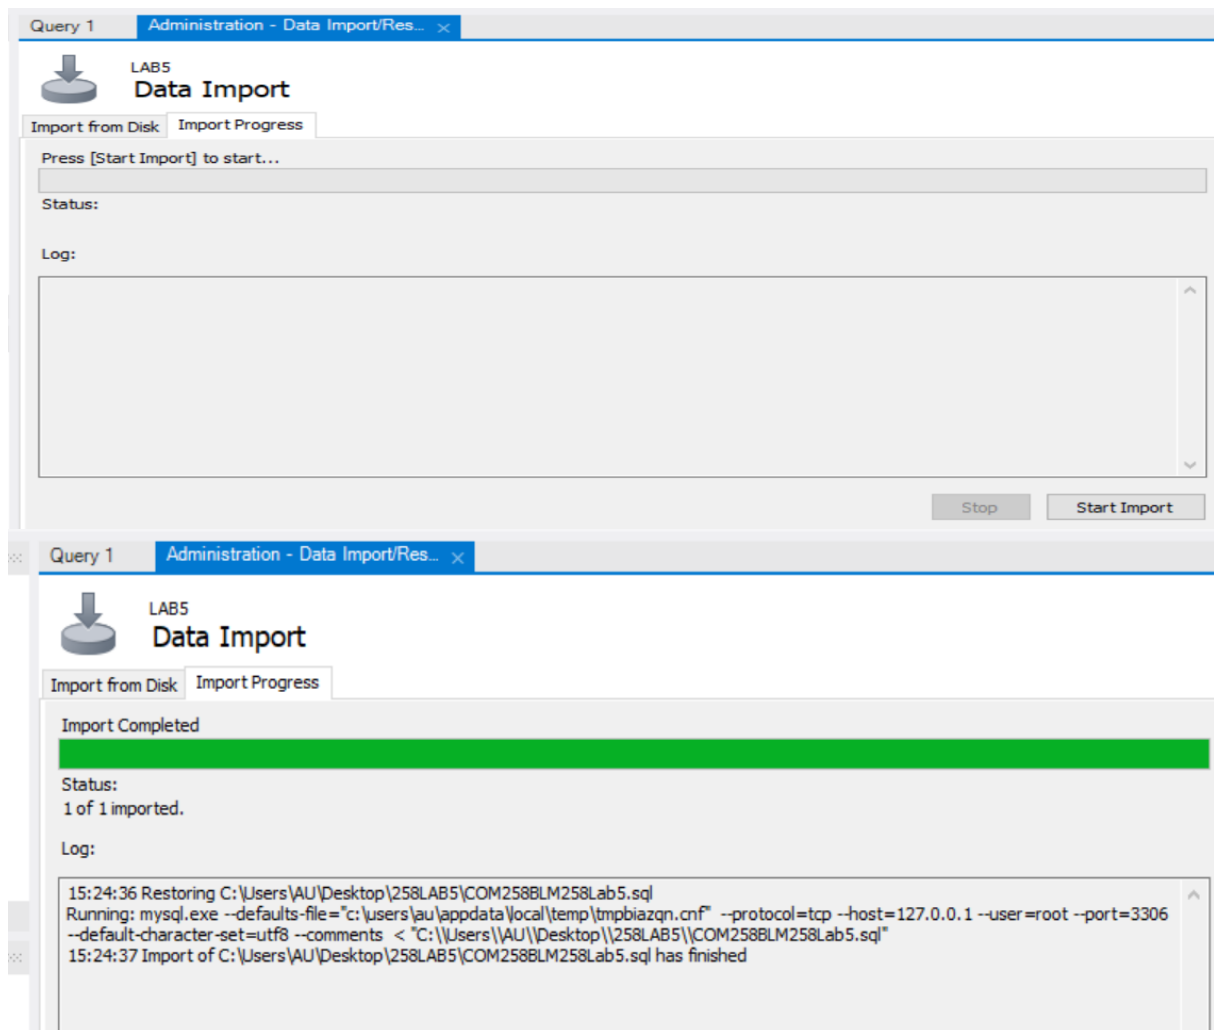 Query 1
Administration - Data Import/Res...
LAB5
Data Import
Import from Disk
Import Progress
Press [Start Import] to start...
Status:
Log:
Stop
Start Import
Query 1
Administration - Data Import/Res...
LAB5
Data Import
Import from Disk
Import Progress
Import Completed
Status:
1 of 1 imported.
Log:
15:24:36 Restoring C:\Users\AU\Desktop\258LAB5\COM258BLM258Lab5.sql
Running: mysql.exe --defaults-file="c:\users\au\appdata\local\temp\tmpbiazqn.cnf"  --protocol=tcp --host=127.0.0.1 --user=root --port=3306
--default-character-set=utf8 --comments  < "C:\\Users\\AU\\Desktop\\258LAB5\\COM258BLM258Lab5.sql"
15:24:37 Import of C:\Users\AU\Desktop\258LAB5\COM258BLM258Lab5.sql has finished